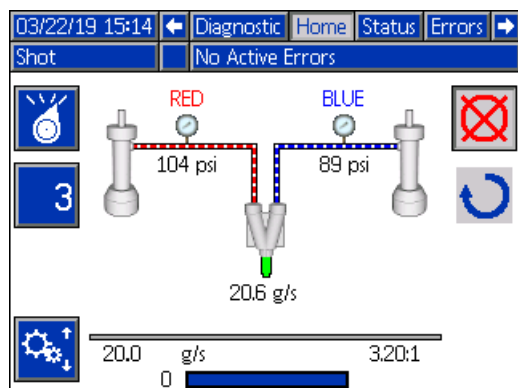 03/22/19 15:14 Diagnostic Home Status Errors
Shot No Active Errors
RED BLUE
104 psi 89 psi
3
20.6 g/s
20.0 g/s 3.20:1
0